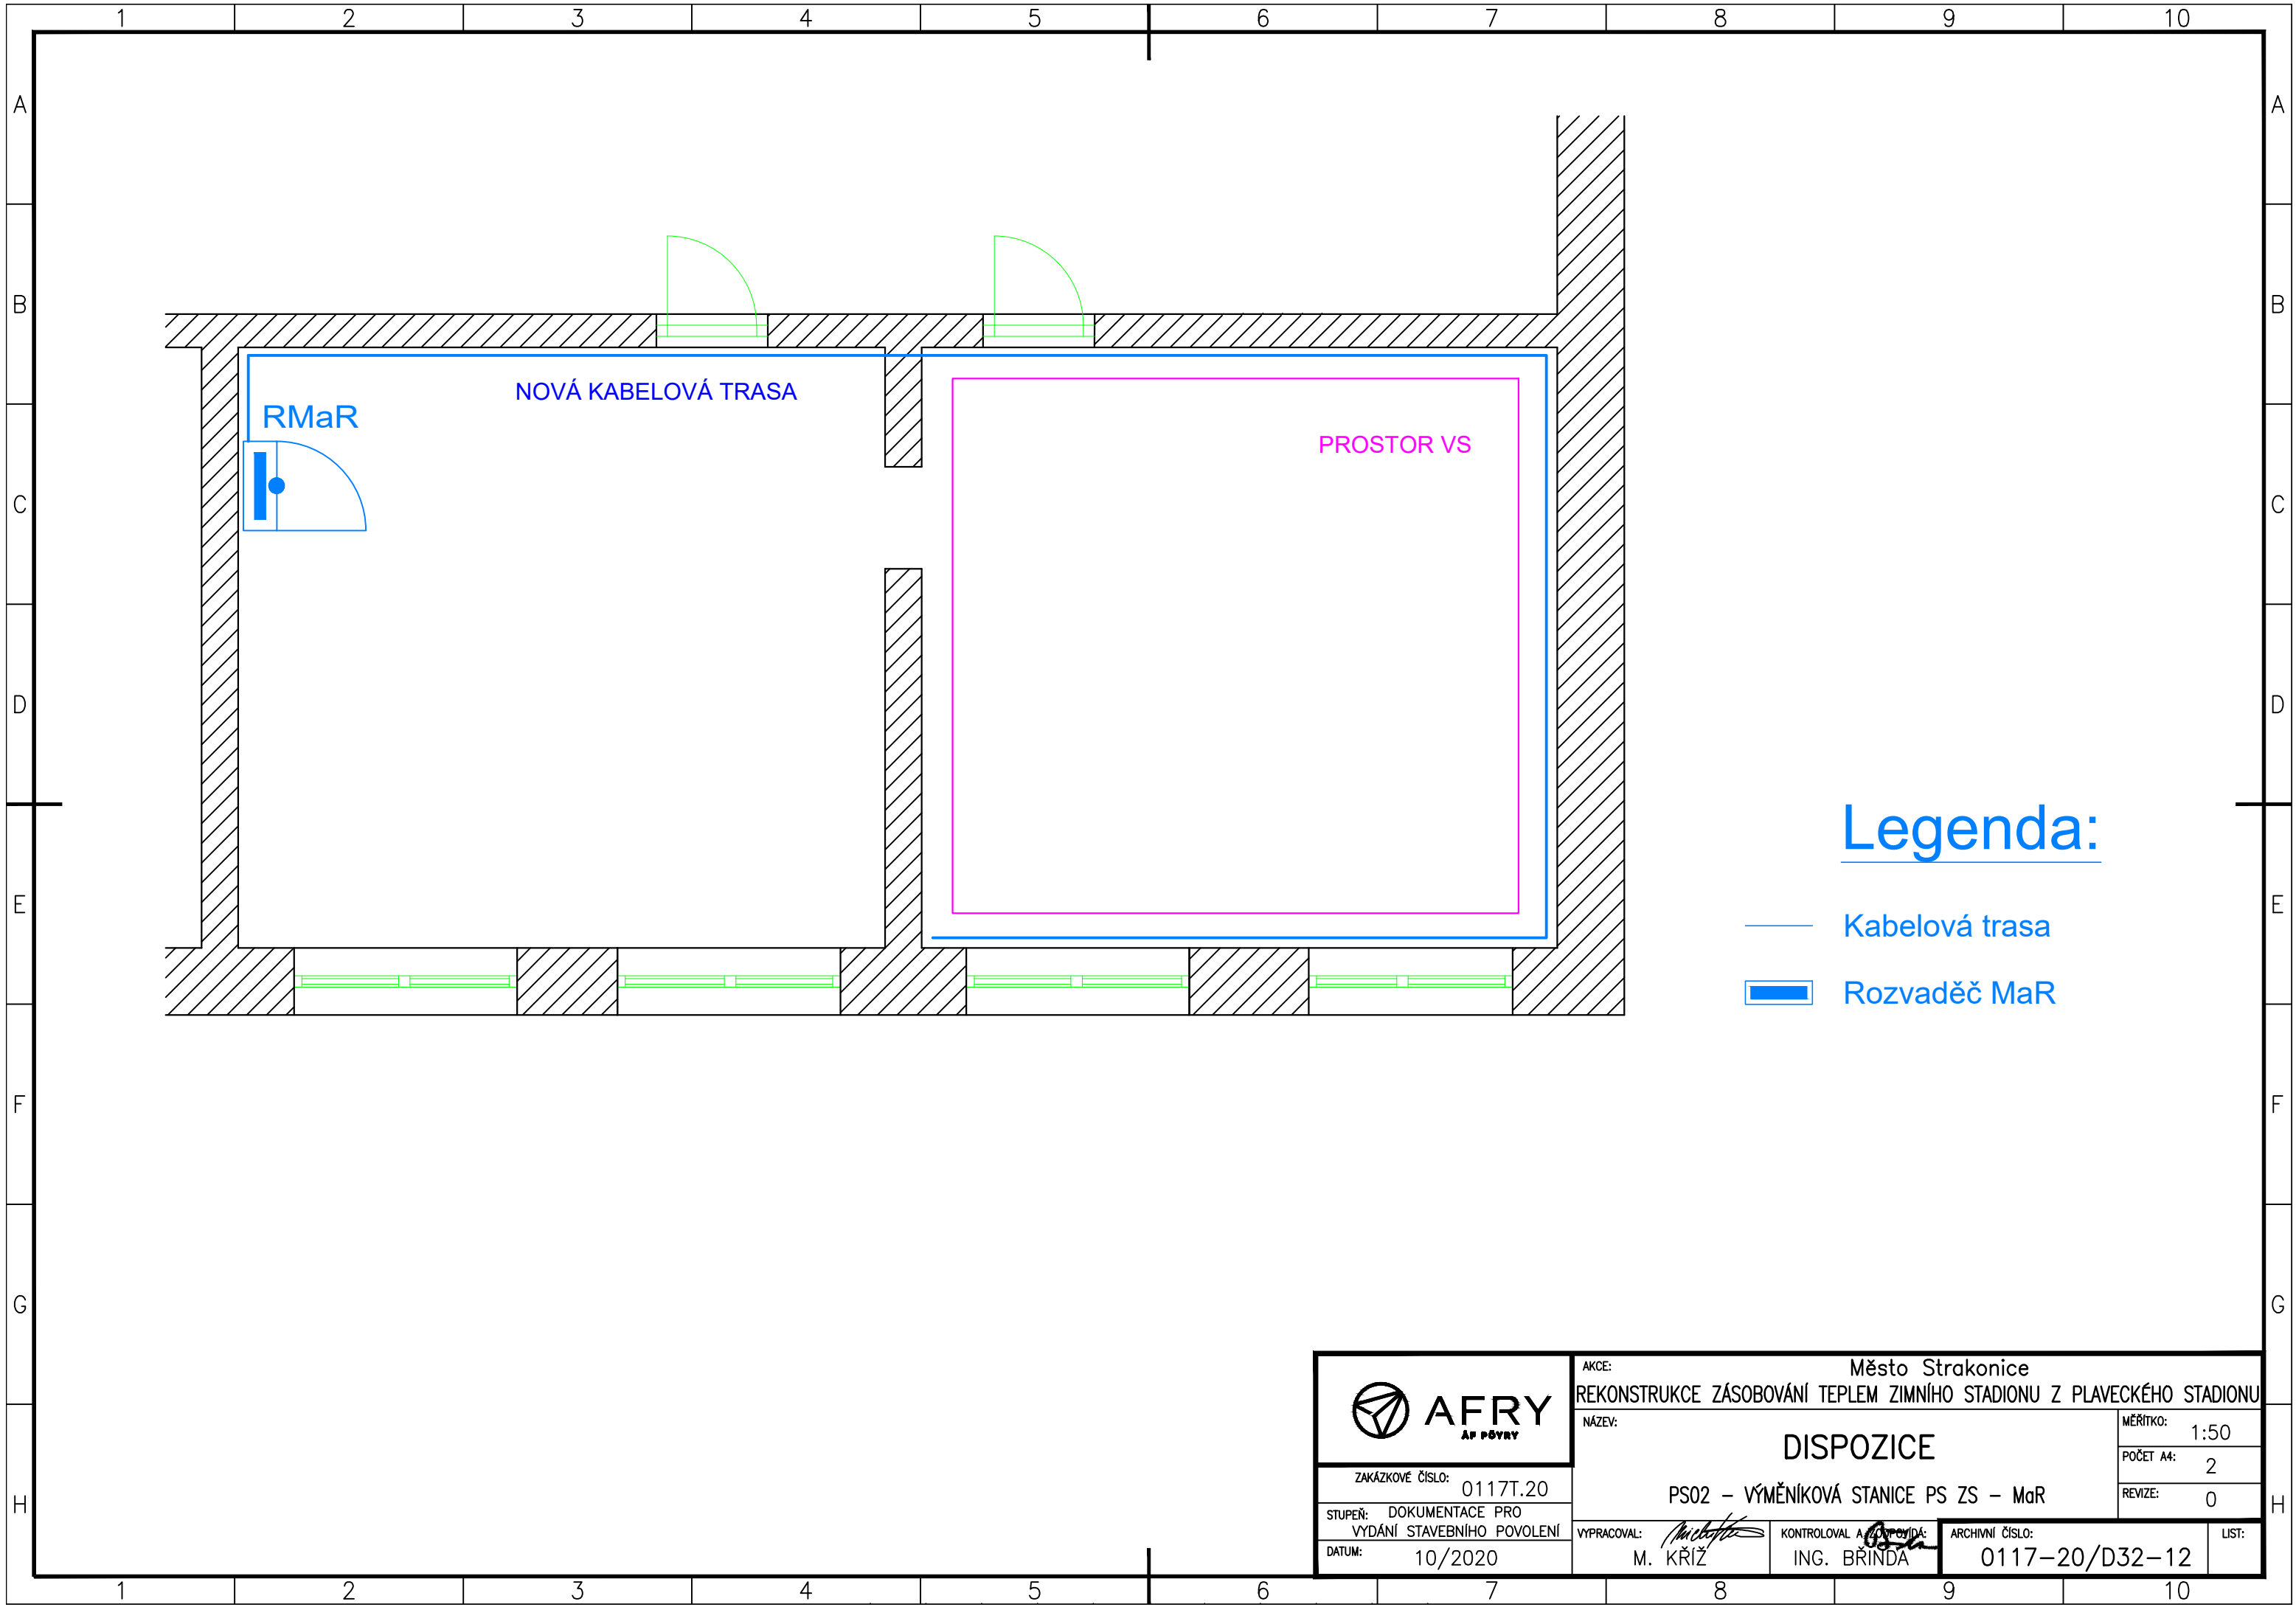 1 2 3 4 5 6 7 8 9 10
A A
B B
NOVÁ KABELOVÁ TRASA
RMaR
PROSTOR VS
C C
D D
Legenda:
E E
Kabelová trasa
Rozvaděč MaR
F F
G G
H H
AFRY
ÅF PÖYRY
AKCE: Město Strakonice
REKONSTRUKCE ZÁSOBOVÁNÍ TEPLEM ZIMNÍHO STADIONU Z PLAVECKÉHO STADIONU
NÁZEV:
DISPOZICE
PS02 – VÝMĚNÍKOVÁ STANICE PS ZS – MaR
MĚŘÍTKO: 1:50
POČET A4: 2
REVIZE: 0
ZAKÁZKOVÉ ČÍSLO: 0117T.20
STUPEŇ: DOKUMENTACE PRO
VYDÁNÍ STAVEBNÍHO POVOLENÍ
DATUM: 10/2020
VYPRACOVAL:
M. KŘÍŽ
KONTROLOVAL A ZODPOVÍDÁ:
ING. BŘINDA
ARCHIVNÍ ČÍSLO:
0117–20/D32–12
LIST:
1 2 3 4 5 6 7 8 9 10